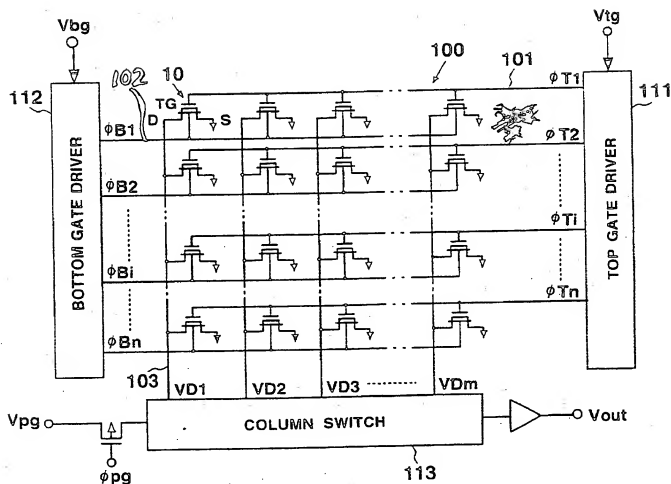 Vbg
Vtg
102
10
100
101
φT1
111
112
TG
D
S
φB1
φT2
φB2
φTi
φBi
φTn
φBn
BOTTOM GATE DRIVER
TOP GATE DRIVER
103
VD1
VD2
VD3
VDm
Vpg
COLUMN SWITCH
Vout
φpg
113